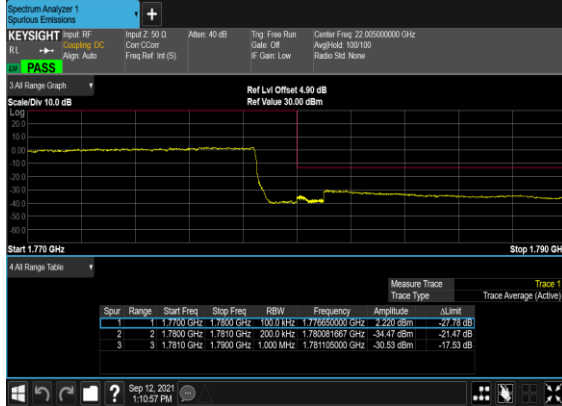 Spectrum Analyzer 1
Spurious Emissions
+
KEYSIGHT Input: RF Input Z: 50 Ω Atten: 40 dB Trig: Free Run Center Freq: 22.005000000 GHz
RL Coupling: DC Corr CCorr Gate: Off Avg|Hold: 100/100
Align: Auto Freq Ref: Int (S) IF Gain: Low Radio Std: None
PASS
3 All Range Graph
Ref Lvl Offset 4.90 dB
Scale/Div 10.0 dB Ref Value 30.00 dBm
Log
20.0
10.0
0.00
-10.0
-20.0
-30.0
-40.0
-50.0
-60.0
Start 1.770 GHz Stop 1.790 GH
4 All Range Table
Measure Trace Trace 1
Trace Type Trace Average (Active)
Spur Range Start Freq Stop Freq RBW Frequency Amplitude ΔLimit
1 1 1.7700 GHz 1.7800 GHz 100.0 kHz 1.776650000 GHz 2.220 dBm -27.78 dB
2 2 1.7800 GHz 1.7810 GHz 200.0 kHz 1.780081667 GHz -34.47 dBm -21.47 dB
3 3 1.7810 GHz 1.7900 GHz 1.000 MHz 1.781105000 GHz -30.53 dBm -17.53 dB
? Sep 12, 2021
1:10:57 PM